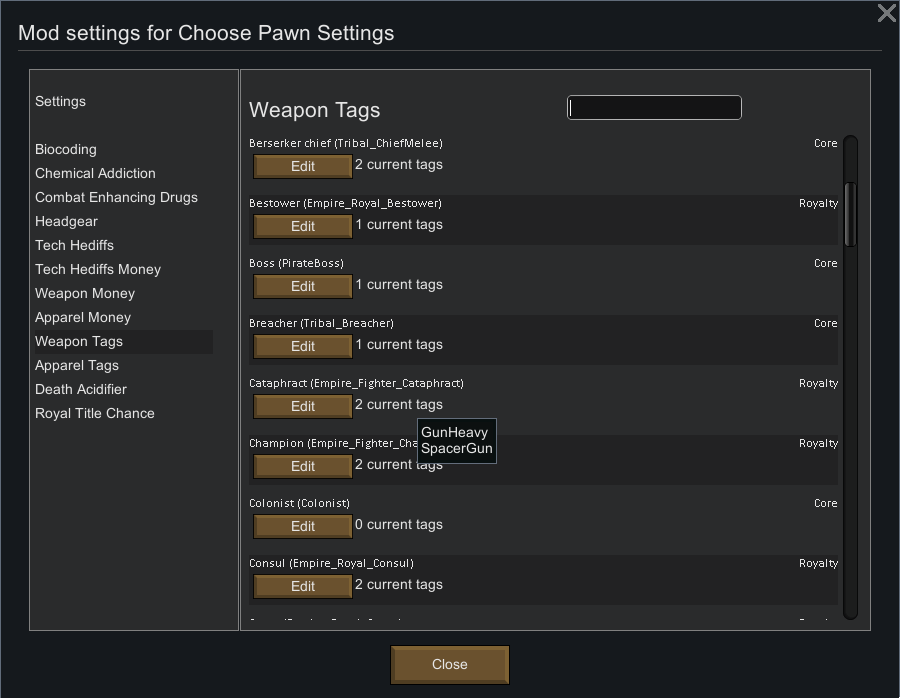 Mod settings for Choose Pawn Settings
Settings
Biocoding
Chemical Addiction
Combat Enhancing Drugs
Headgear
Tech Hediffs
Tech Hediffs Money
Weapon Money
Apparel Money
Weapon Tags
Apparel Tags
Death Acidifier
Royal Title Chance
Weapon Tags
Berserker chief (Tribal_ChiefMelee) Core
Edit 2 current tags
Bestower (Empire_Royal_Bestower) Royalty
Edit 1 current tags
Boss (PirateBoss) Core
Edit 1 current tags
Breacher (Tribal_Breacher) Core
Edit 1 current tags
Cataphract (Empire_Fighter_Cataphract) Royalty
Edit 2 current tags
GunHeavy
SpacerGun
Champion (Empire_Fighter_Cha Royalty
Edit 2 current tags
Colonist (Colonist) Core
Edit 0 current tags
Consul (Empire_Royal_Consul) Royalty
Edit 2 current tags
Close